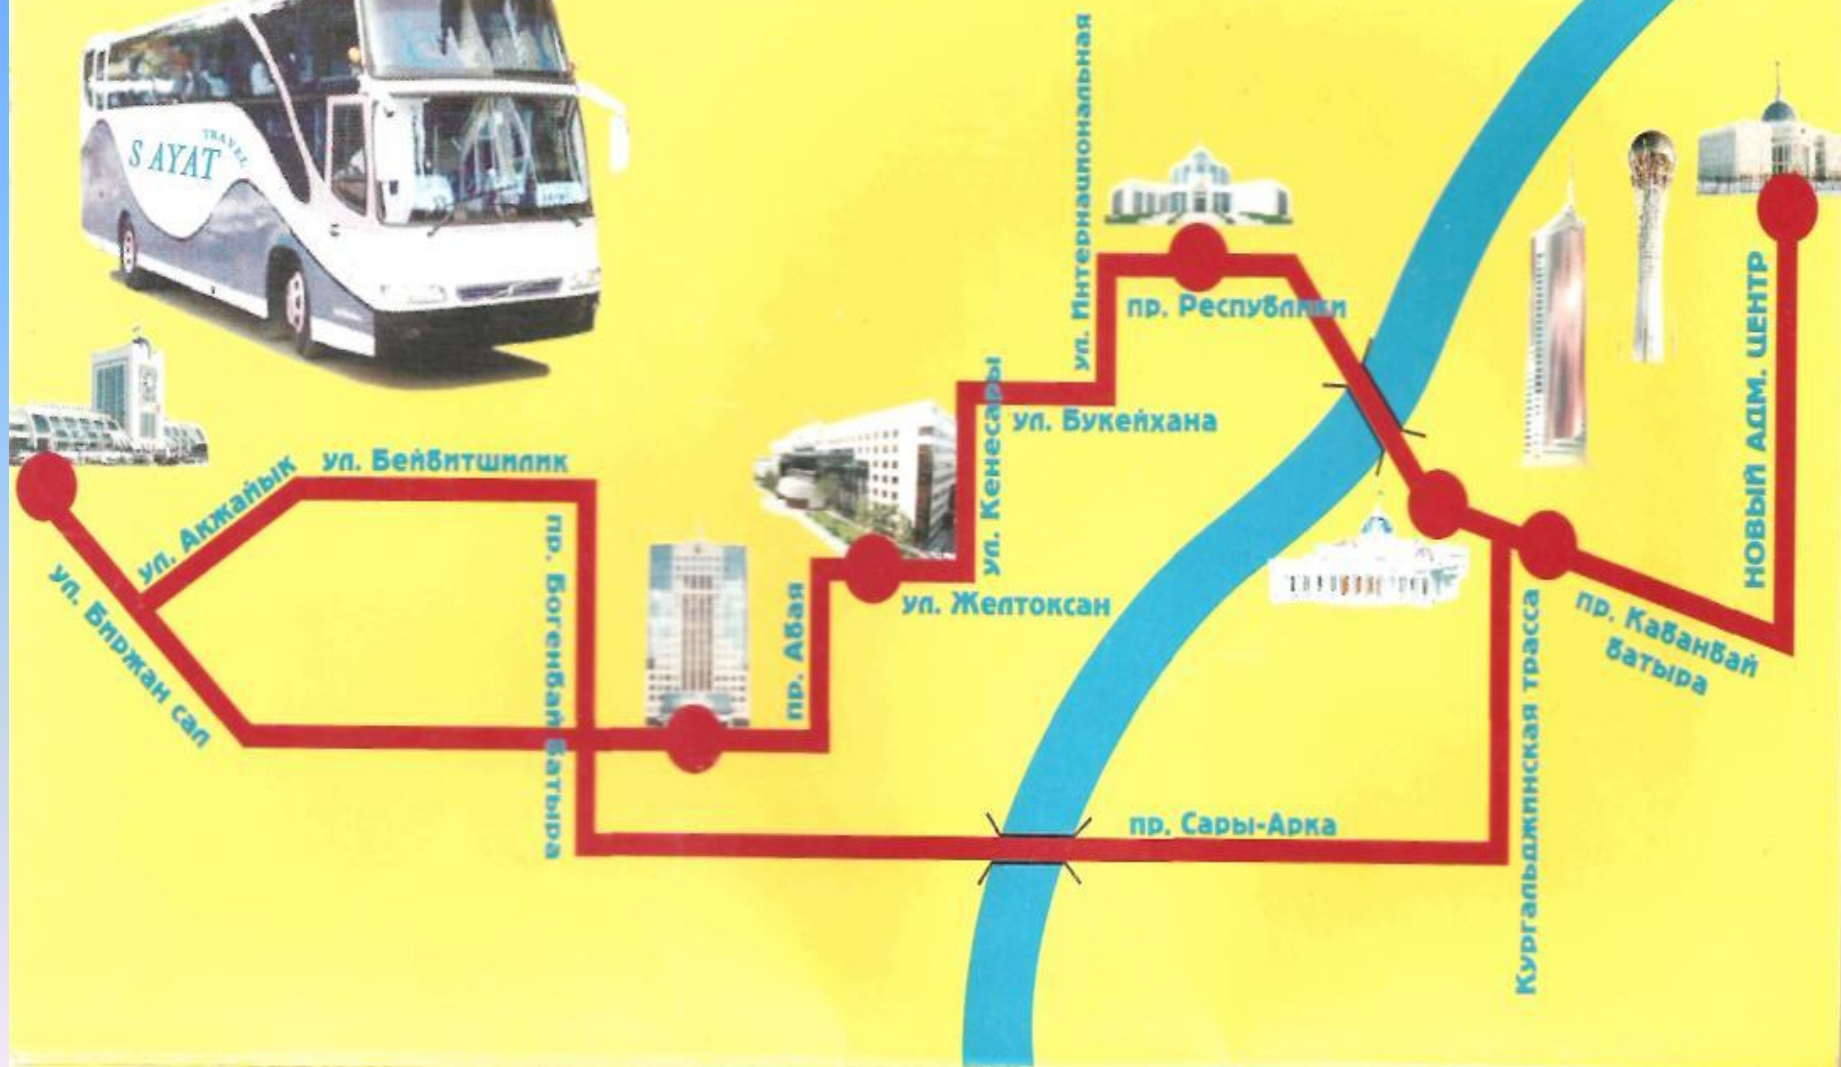 S AYAT
TRAVEL
ул. Интернациональная
пр. Республики
ул. Кенесары
ул. Букейхана
НОВЫЙ АДМ. ЦЕНТР
ул. Акжайык
ул. Бейбитшилик
ул. Биржан сал
пр. Богенбай батыра
пр. Абая
ул. Желтоксан
пр. Кабанбай
батыра
Кургальджинская трасса
пр. Сары-Арка